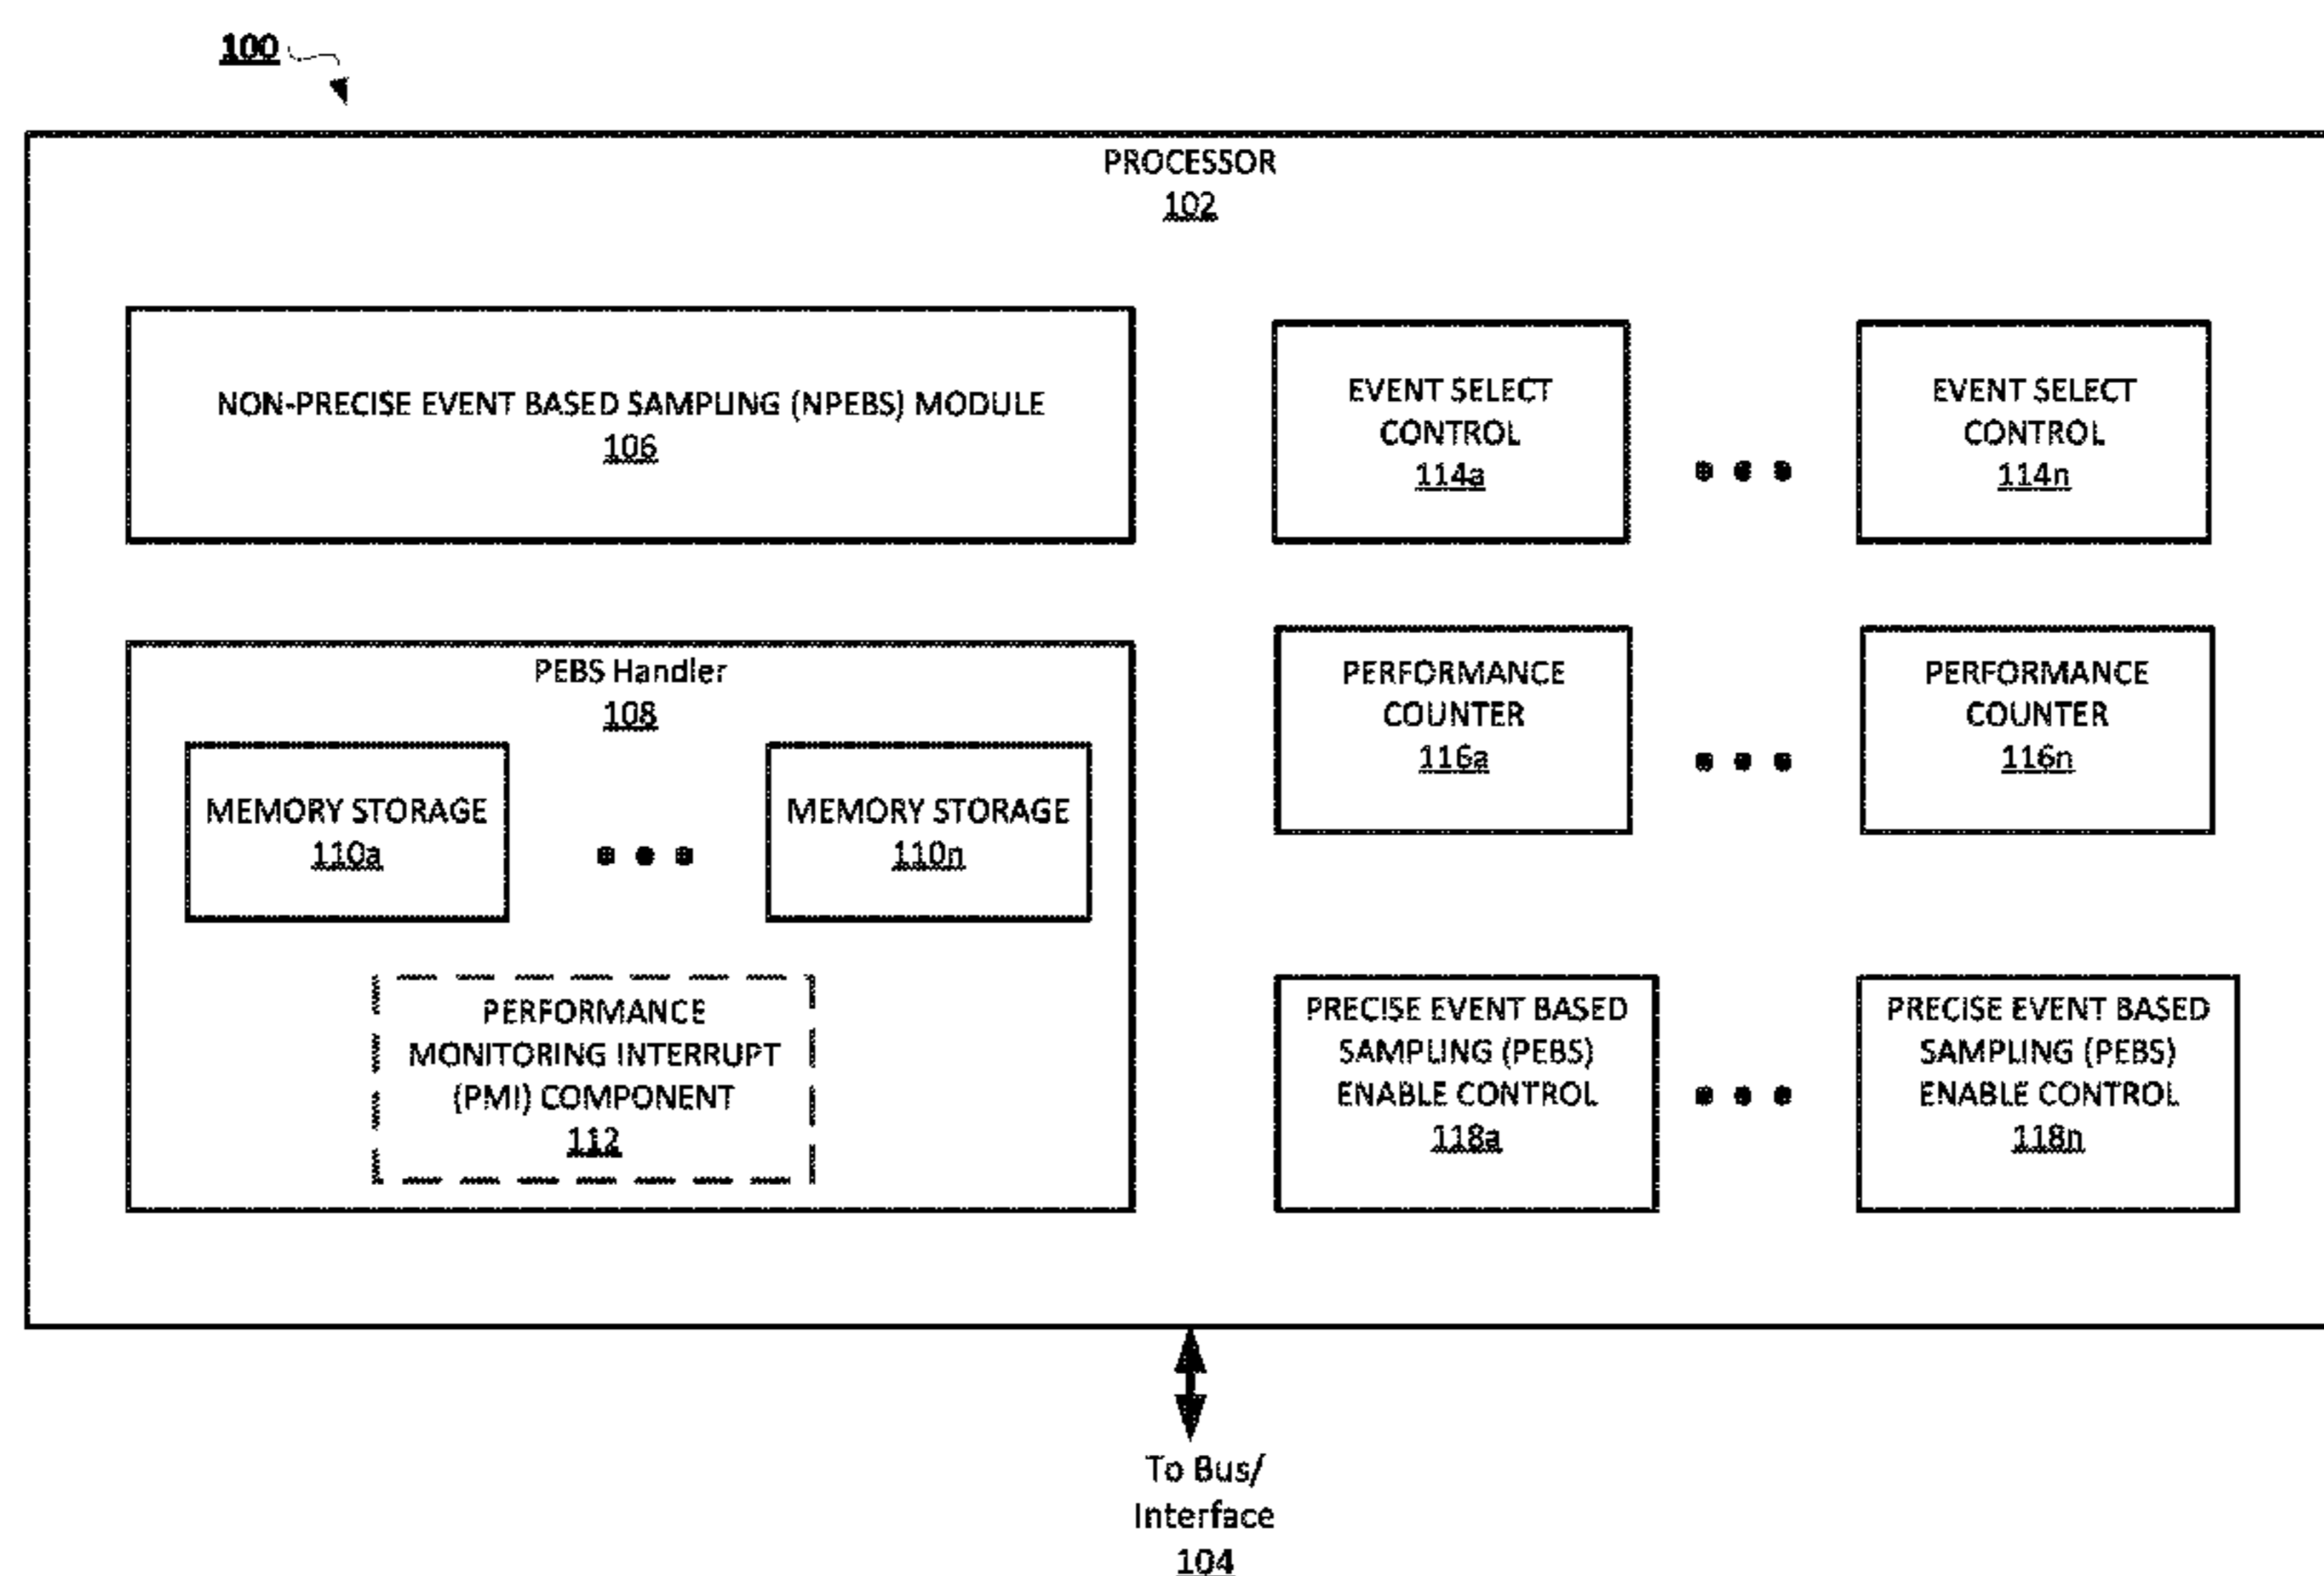 100
PROCESSOR
102
NON-PRECISE EVENT BASED SAMPLING (NPEBS) MODULE
106
EVENT SELECT
CONTROL
114a
EVENT SELECT
CONTROL
114n
PEBS Handler
108
MEMORY STORAGE
110a
MEMORY STORAGE
110n
PERFORMANCE
MONITORING INTERRUPT
(PMI) COMPONENT
112
PERFORMANCE
COUNTER
116a
PERFORMANCE
COUNTER
116n
PRECISE EVENT BASED
SAMPLING (PEBS)
ENABLE CONTROL
118a
PRECISE EVENT BASED
SAMPLING (PEBS)
ENABLE CONTROL
118n
To Bus/
Interface
104